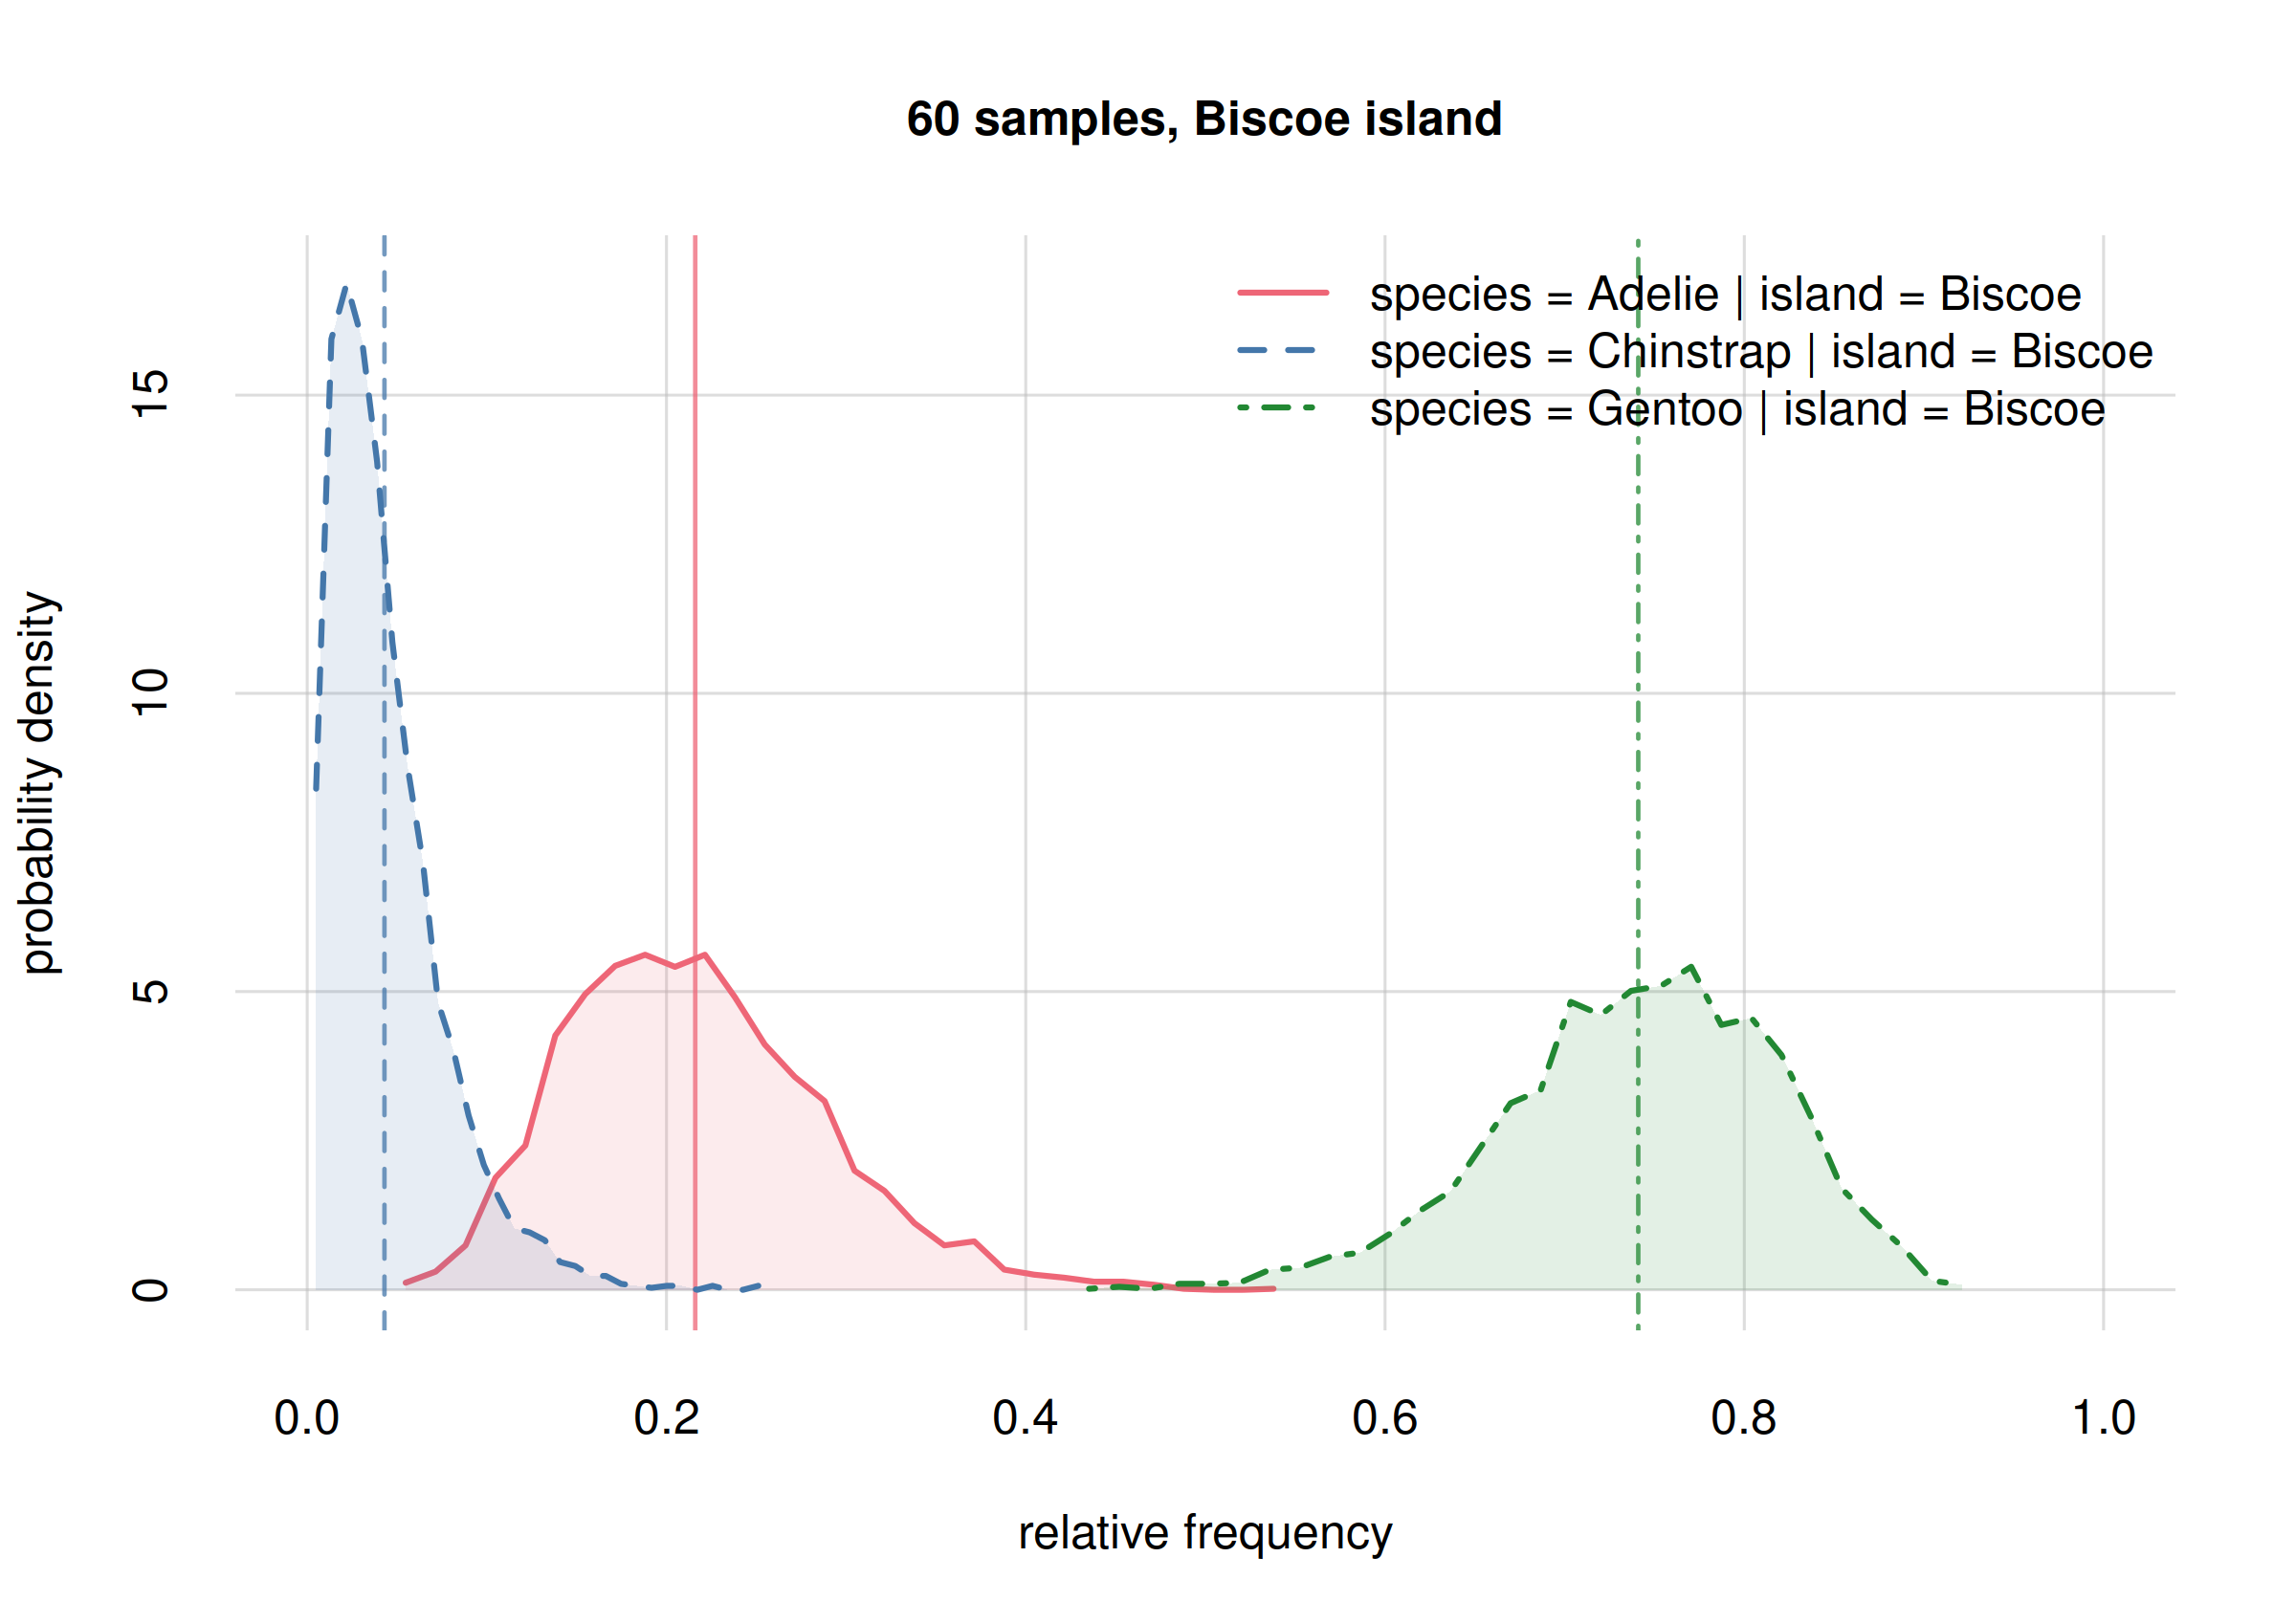 60 samples, Biscoe island
species = Adelie | island = Biscoe
species = Chinstrap | island = Biscoe
species = Gentoo | island = Biscoe
probability density
15
10
5
0
0.0 0.2 0.4 0.6 0.8 1.0
relative frequency